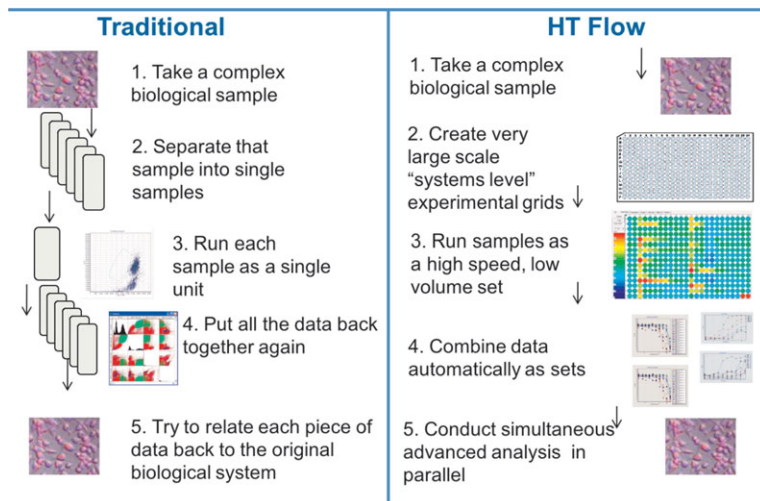 Traditional
1. Take a complex
biological sample
2. Separate that
sample into single
samples
3. Run each
sample as a single
unit
4. Put all the data back
together again
5. Try to relate each piece of
data back to the original
biological system
HT Flow
1. Take a complex
biological sample
2. Create very
large scale
“systems level”
experimental grids
3. Run samples as
a high speed, low
volume set
4. Combine data
automatically as sets
5. Conduct simultaneous
advanced analysis in
parallel